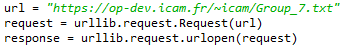 url = "https://op-dev.icam.fr/~icam/Group_7.txt"
request = urllib.request.Request(url)
response = urllib.request.urlopen(request)